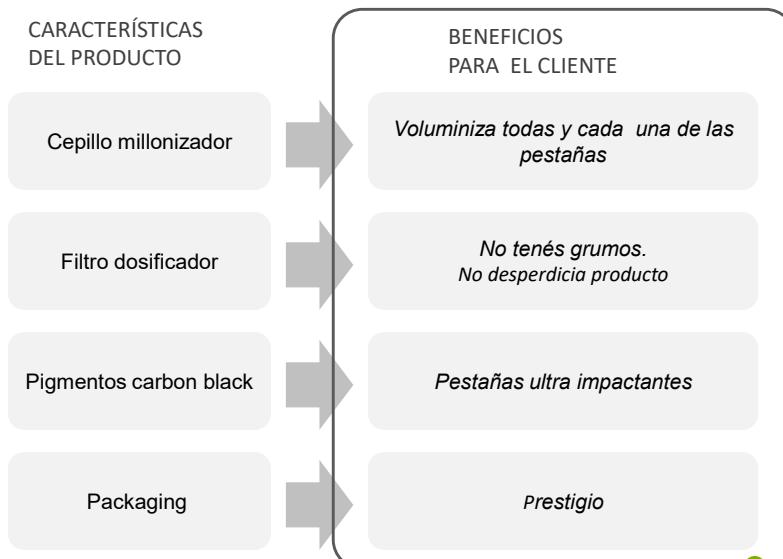 CARACTERÍSTICAS
DEL PRODUCTO
BENEFICIOS
PARA EL CLIENTE
Cepillo millonizador
Voluminiza todas y cada una de las
pestañas
Filtro dosificador
No tenés grumos.
No desperdicia producto
Pigmentos carbon black
Pestañas ultra impactantes
Packaging
Prestigio